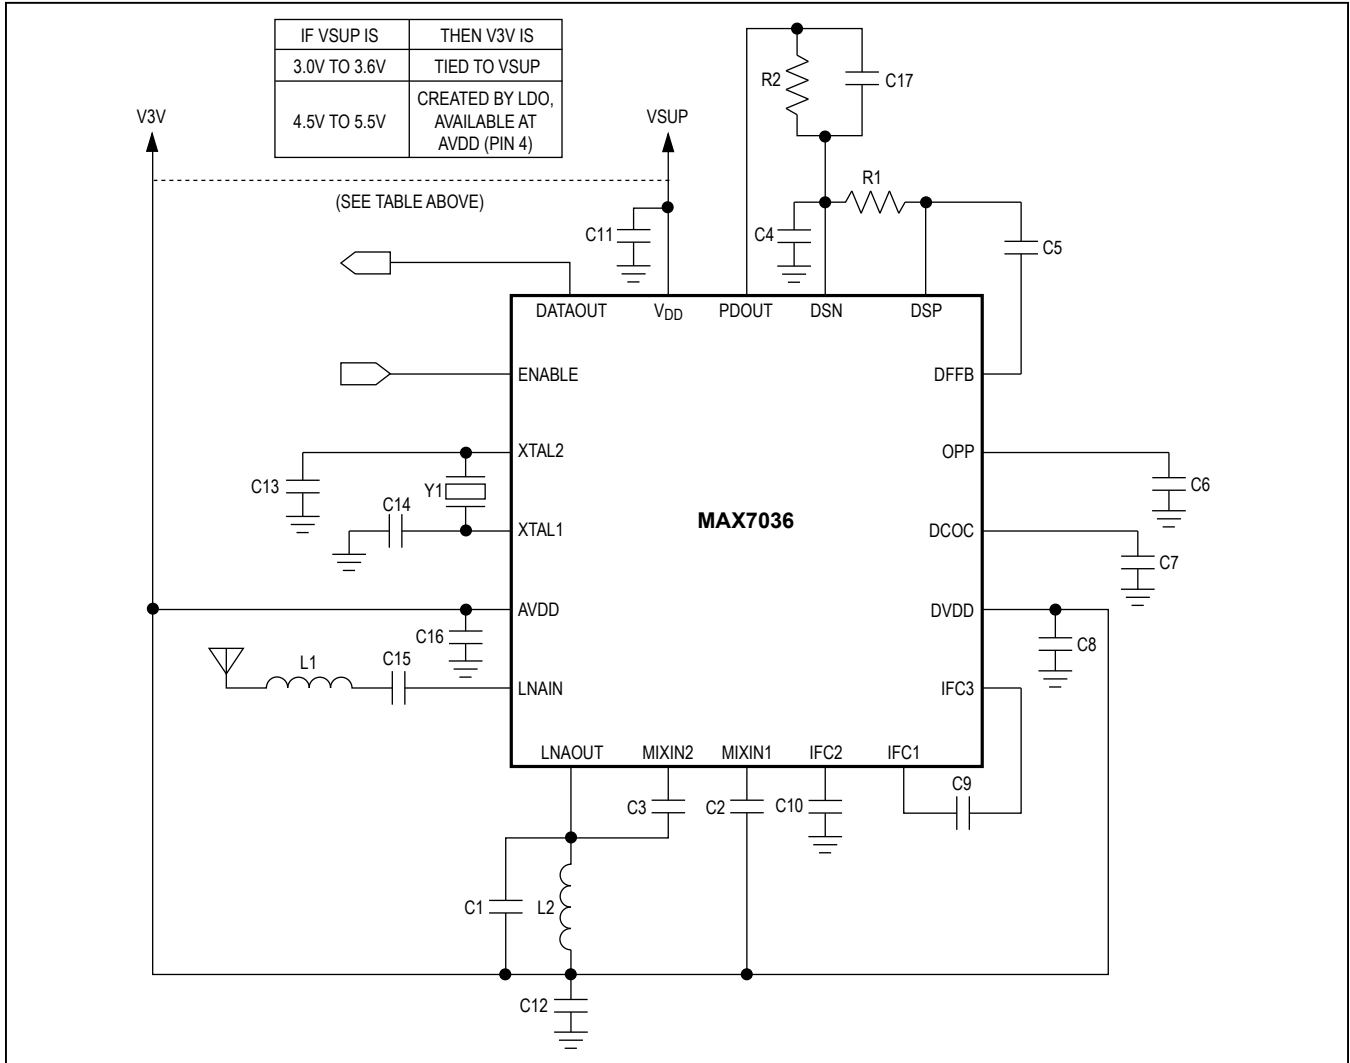 IF VSUP IS THEN V3V IS
3.0V TO 3.6V TIED TO VSUP
4.5V TO 5.5V CREATED BY LDO,
AVAILABLE AT
AVDD (PIN 4)
V3V
VSUP
(SEE TABLE ABOVE)
R2
C17
R1
C11
C4
C5
DATAOUT
VDD
PDOUT
DSN
DSP
ENABLE
DFFB
XTAL2
OPP
C13
Y1
C6
C14
XTAL1
MAX7036
DCOC
C7
AVDD
DVDD
C16
C8
L1
C15
LNAIN
IFC3
LNAOUT
MIXIN2
MIXIN1
IFC2
IFC1
C3
C2
C10
C9
C1
L2
C12